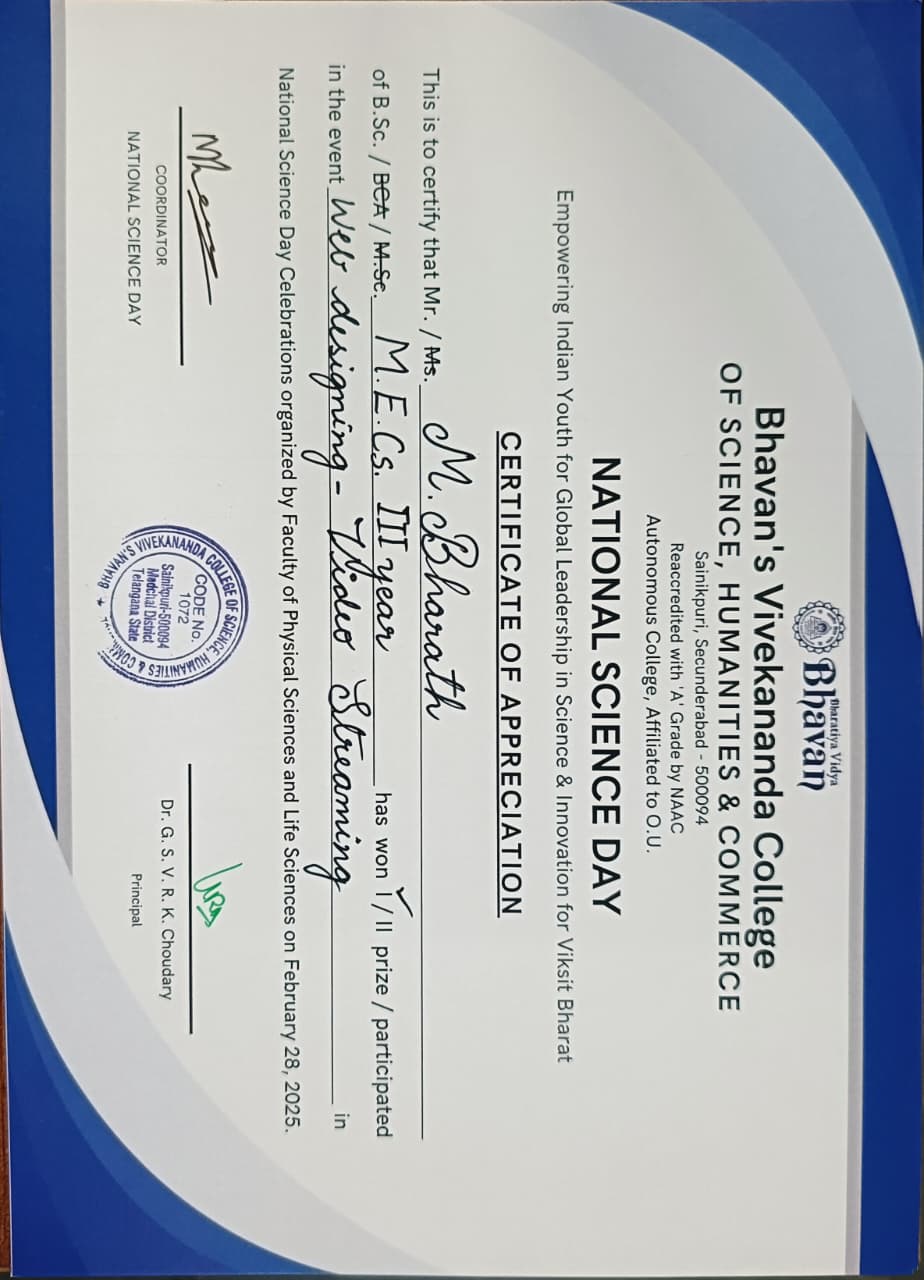 Bharatiya Vidya
Bhavan
Bhavan's Vivekananda College
OF SCIENCE, HUMANITIES & COMMERCE
Sainikpuri, Secunderabad - 500094
Reaccredited with 'A' Grade by NAAC
Autonomous College, Affiliated to O.U.
NATIONAL SCIENCE DAY
Empowering Indian Youth for Global Leadership in Science & Innovation for Viksit Bharat
CERTIFICATE OF APPRECIATION
This is to certify that Mr. / Ms. M. Bharath
of B.Sc. / BCA / M.Sc. M.E.Cs. III year has won I / II prize / participated
in the event Web designing - Video Streaming in
National Science Day Celebrations organized by Faculty of Physical Sciences and Life Sciences on February 28, 2025.
COORDINATOR
NATIONAL SCIENCE DAY
BHAVAN'S VIVEKANANDA COLLEGE OF SCIENCE, HUMANITIES &
CODE No.
1072
Sainikpuri-500094
Medchal District
Telangana State
Dr. G. S. V. R. K. Choudary
Principal